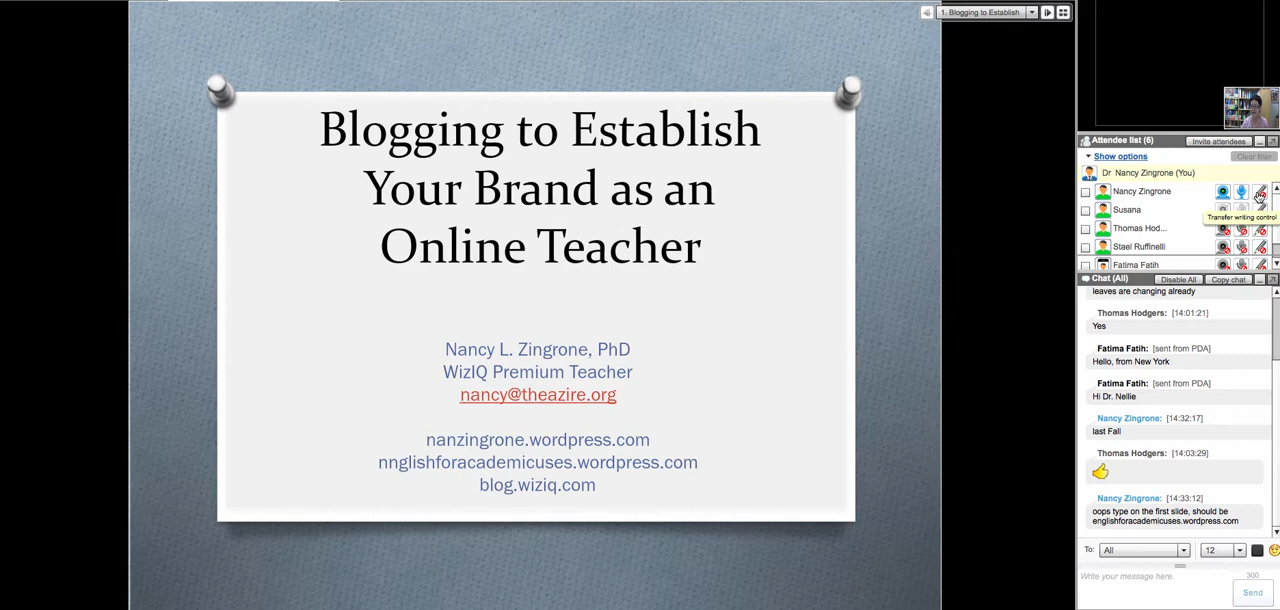 1. Blogging to Establish
Blogging to Establish
Your Brand as an
Online Teacher
Nancy L. Zingrone, PhD
WizIQ Premium Teacher
nancy@theazire.org
nanzingrone.wordpress.com
nnglishforacademicuses.wordpress.com
blog.wiziq.com
Attendee list (6)
Invite attendees
Show options
Clear filter
Dr Nancy Zingrone (You)
Nancy Zingrone
Susana
Transfer writing control
Thomas Hod...
Stael Ruffinelli
Fatima Fatih
Chat (All)
Disable All
Copy chat
leaves are changing already
Thomas Hodgers: [14:01:21]
Yes
Fatima Fatih: [sent from PDA]
Hello, from New York
Fatima Fatih: [sent from PDA]
Hi Dr. Nellie
Nancy Zingrone: [14:32:17]
last Fall
Thomas Hodgers: [14:03:29]
Nancy Zingrone: [14:33:12]
oops type on the first slide, should be
englishforacademicuses.wordpress.com
To: All 12
Write your message here.
300
Send